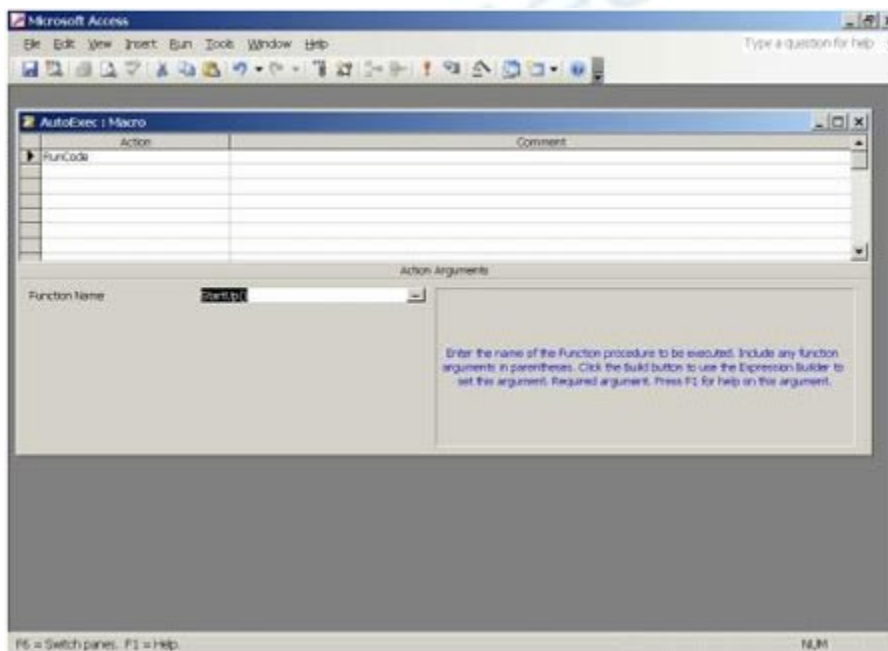 Microsoft Access
File Edit View Insert Run Tools Window Help
Type a question for help
AutoExec : Macro
Action Comment
RunCode
Action Arguments
Function Name StartUp()
Enter the name of the Function procedure to be executed. Include any function
arguments in parentheses. Click the Build button to use the Expression Builder to
set this argument. Required argument. Press F1 for help on this argument.
F6 = Switch panes. F1 = Help.
NUM